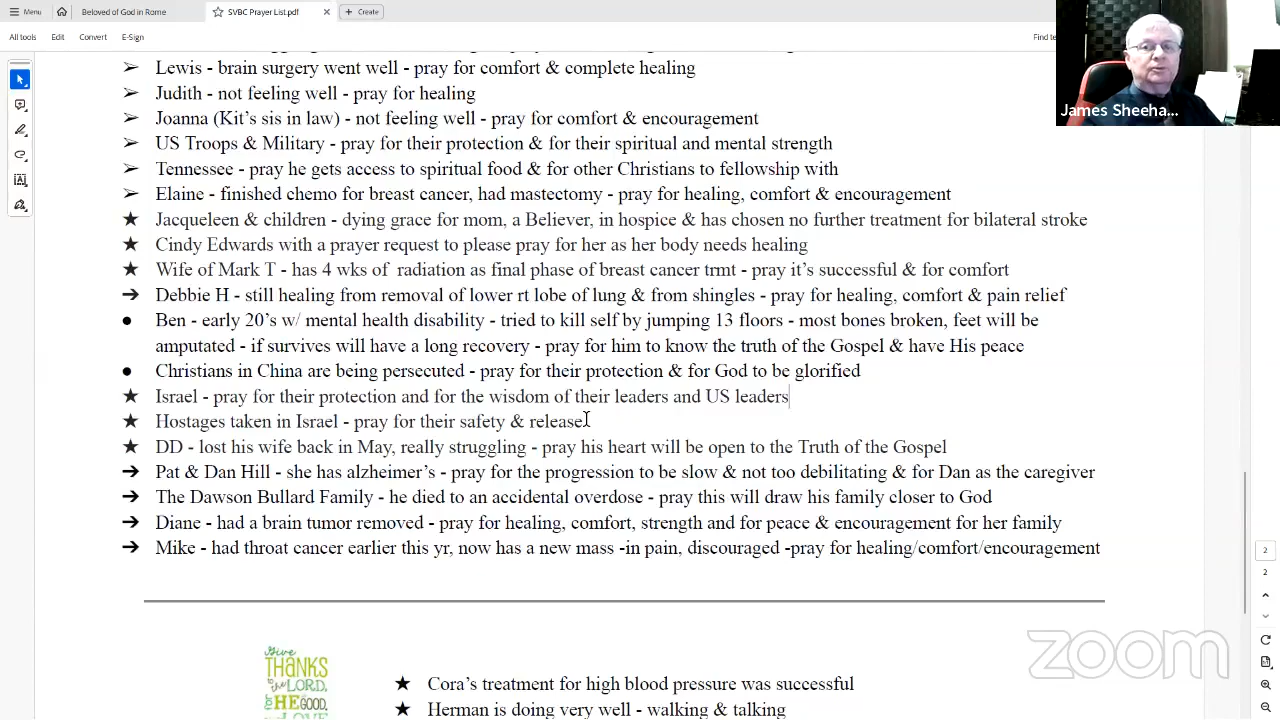 Menu
Beloved of God in Rome
SVBC Prayer List.pdf
Create
All tools
Edit
Convert
E-Sign
Find te
James Sheeha...
➢ Lewis - brain surgery went well - pray for comfort & complete healing
➢ Judith - not feeling well - pray for healing
➢ Joanna (Kit’s sis in law) - not feeling well - pray for comfort & encouragement
➢ US Troops & Military - pray for their protection & for their spiritual and mental strength
➢ Tennessee - pray he gets access to spiritual food & for other Christians to fellowship with
➢ Elaine - finished chemo for breast cancer, had mastectomy - pray for healing, comfort & encouragement
★ Jacqueleen & children - dying grace for mom, a Believer, in hospice & has chosen no further treatment for bilateral stroke
★ Cindy Edwards with a prayer request to please pray for her as her body needs healing
★ Wife of Mark T - has 4 wks of radiation as final phase of breast cancer trmt - pray it’s successful & for comfort
➔ Debbie H - still healing from removal of lower rt lobe of lung & from shingles - pray for healing, comfort & pain relief
● Ben - early 20’s w/ mental health disability - tried to kill self by jumping 13 floors - most bones broken, feet will be
amputated - if survives will have a long recovery - pray for him to know the truth of the Gospel & have His peace
● Christians in China are being persecuted - pray for their protection & for God to be glorified
★ Israel - pray for their protection and for the wisdom of their leaders and US leaders
★ Hostages taken in Israel - pray for their safety & release
★ DD - lost his wife back in May, really struggling - pray his heart will be open to the Truth of the Gospel
➔ Pat & Dan Hill - she has alzheimer’s - pray for the progression to be slow & not too debilitating & for Dan as the caregiver
➔ The Dawson Bullard Family - he died to an accidental overdose - pray this will draw his family closer to God
➔ Diane - had a brain tumor removed - pray for healing, comfort, strength and for peace & encouragement for her family
➔ Mike - had throat cancer earlier this yr, now has a new mass -in pain, discouraged -pray for healing/comfort/encouragement
2
2
zoom
Give
THANKS
to the LORD,
for HE is GOOD,
★ Cora’s treatment for high blood pressure was successful
★ Herman is doing very well - walking & talking